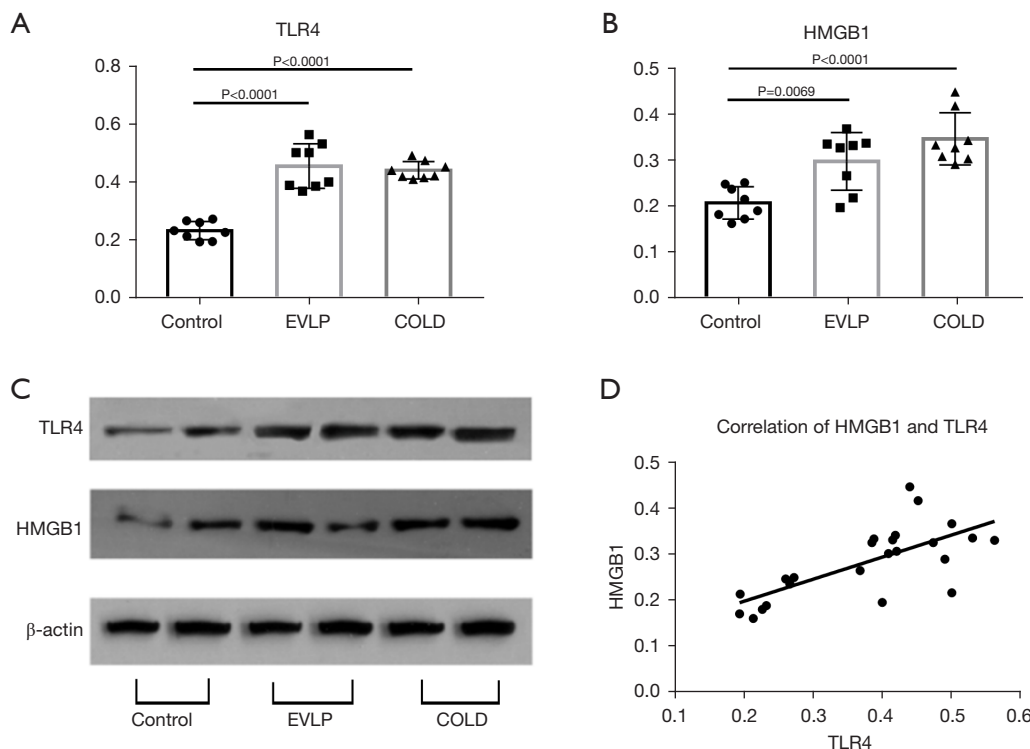 A
TLR4
P<0.0001
P<0.0001
0.8
0.6
0.4
0.2
0.0
Control EVLP COLD
B
HMGB1
P<0.0001
P=0.0069
0.5
0.4
0.3
0.2
0.1
0.0
Control EVLP COLD
C
TLR4
HMGB1
β-actin
Control EVLP COLD
D
Correlation of HMGB1 and TLR4
HMGB1
0.5
0.4
0.3
0.2
0.1
0.0
0.1 0.2 0.3 0.4 0.5 0.6
TLR4